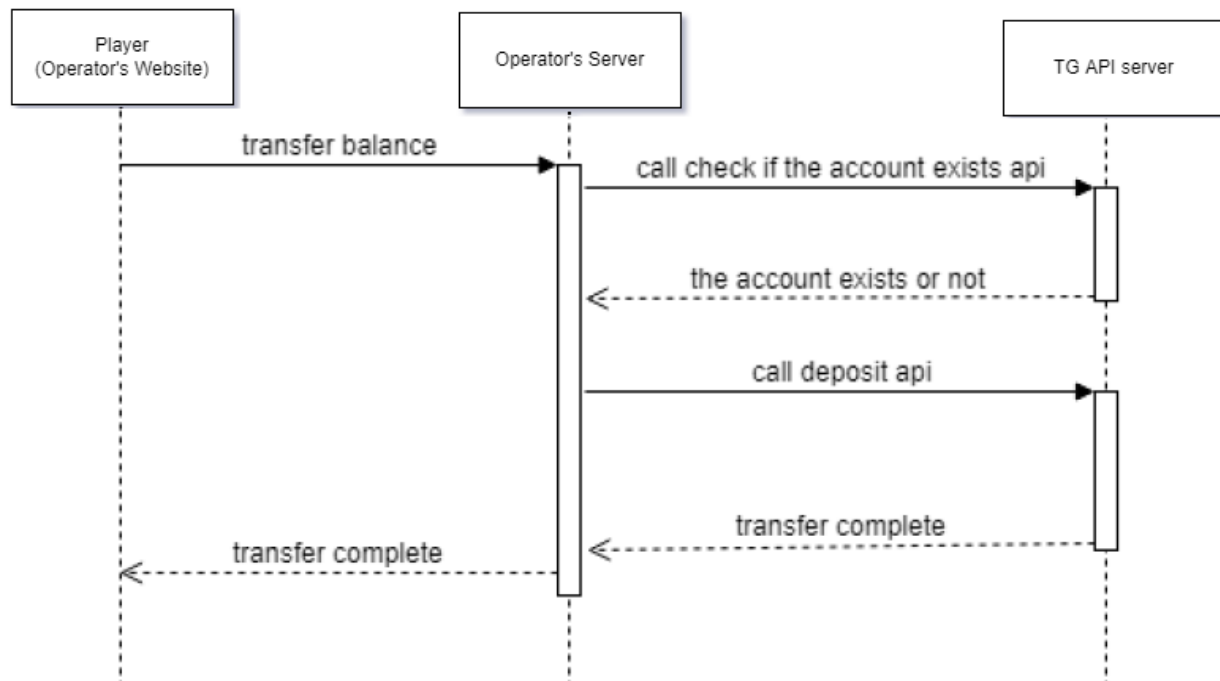 Player
(Operator's Website)
Operator's Server
TG API server
transfer balance
call check if the account exists api
the account exists or not
call deposit api
transfer complete
transfer complete